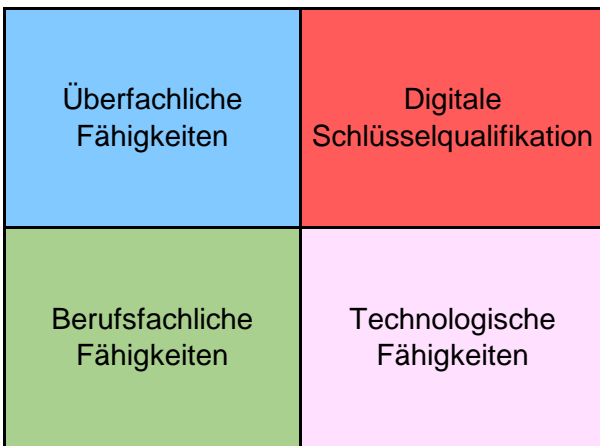 Überfachliche
Fähigkeiten
Digitale
Schlüsselqualifikation
Berufsfachliche
Fähigkeiten
Technologische
Fähigkeiten